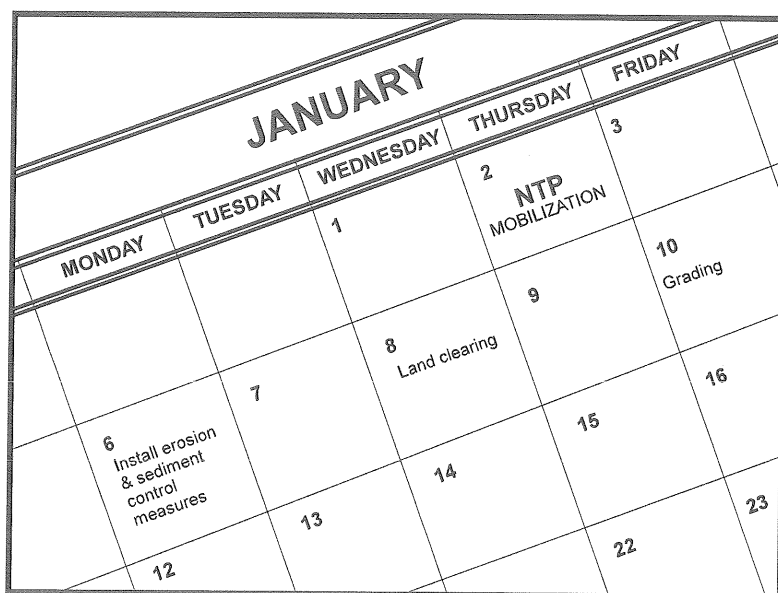 JANUARY
MONDAY TUESDAY WEDNESDAY THURSDAY FRIDAY
1
2
NTP
MOBILIZATION
3
6
Install erosion
& sediment
control
measures
7
8
Land clearing
9
10
Grading
12
13
14
15
16
22
23